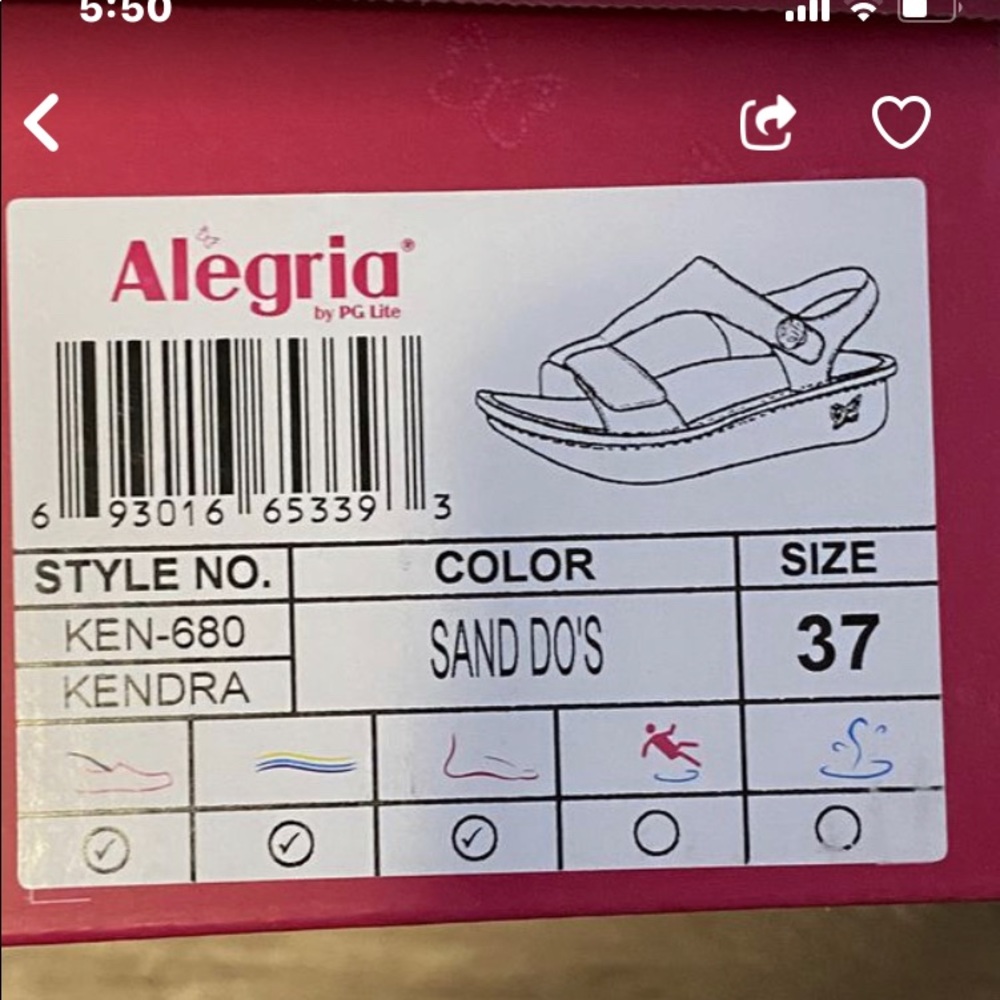 5:50
Alegria®
by PG Lite
6 93016 65339 3
STYLE NO. COLOR SIZE
KEN-680 SAND DO'S 37
KENDRA